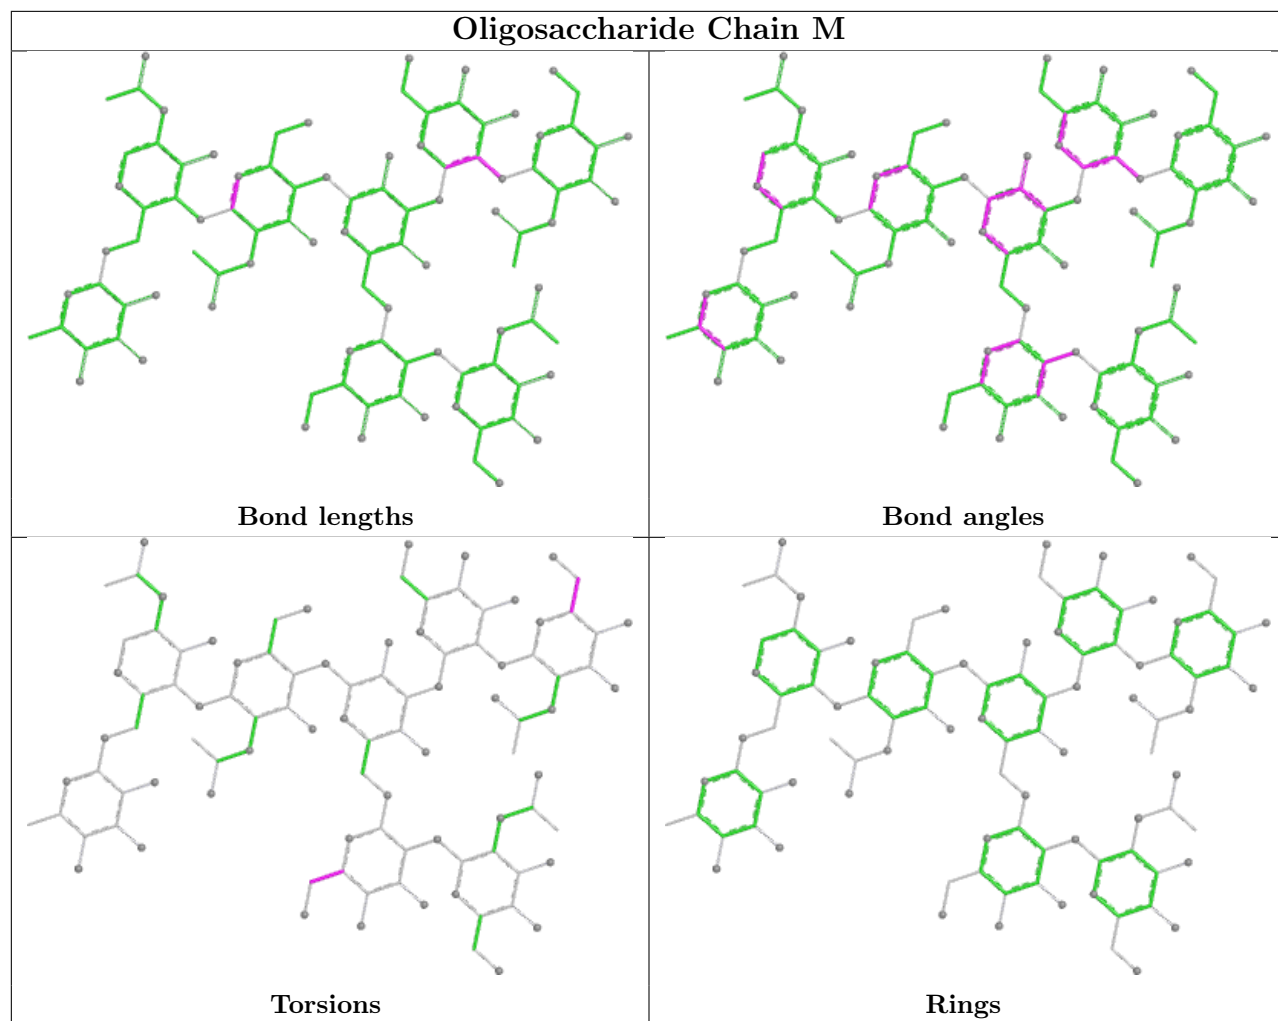 Oligosaccharide Chain M
Bond lengths
Bond angles
Torsions
Rings